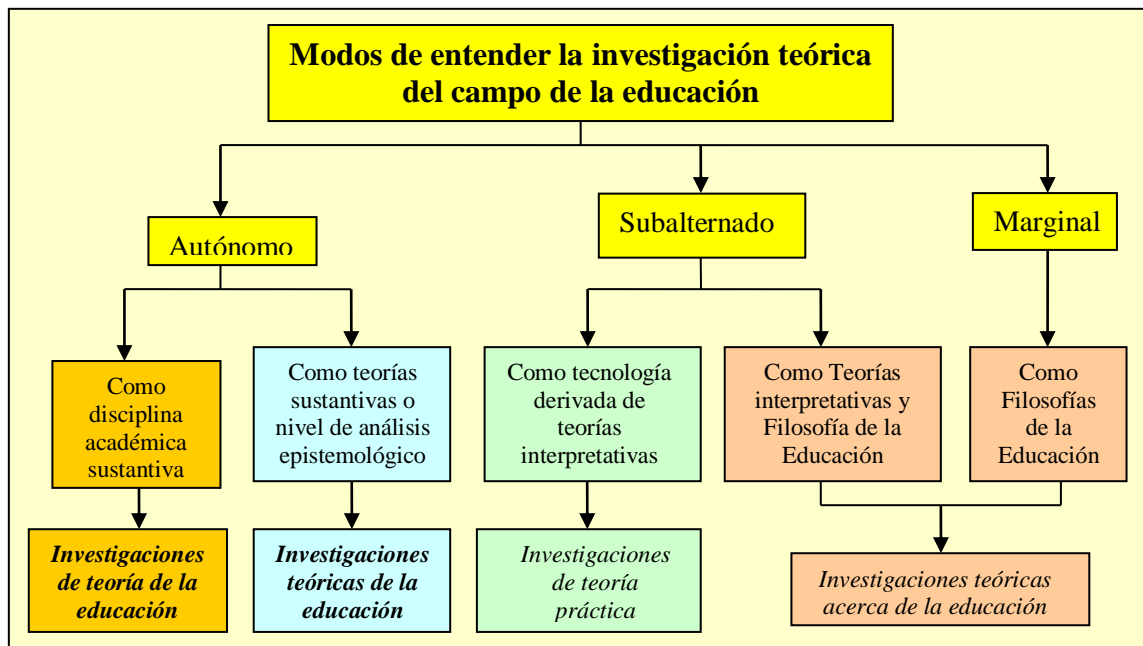 Modos de entender la investigación teórica
del campo de la educación
Autónomo
Subalternado
Marginal
Como
disciplina
académica
sustantiva
Como teorías
sustantivas o
nivel de análisis
epistemológico
Como tecnología
derivada de
teorías
interpretativas
Como Teorías
interpretativas y
Filosofía de la
Educación
Como
Filosofías
de la
Educación
Investigaciones
de teoría de la
educación
Investigaciones
teóricas de la
educación
Investigaciones
de teoría
práctica
Investigaciones teóricas
acerca de la educación